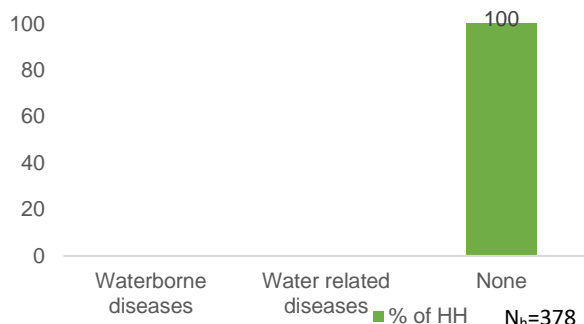 100
100
80
60
40
20
0
Waterborne diseases
Water related diseases
None
% of HH
Nₕ=378